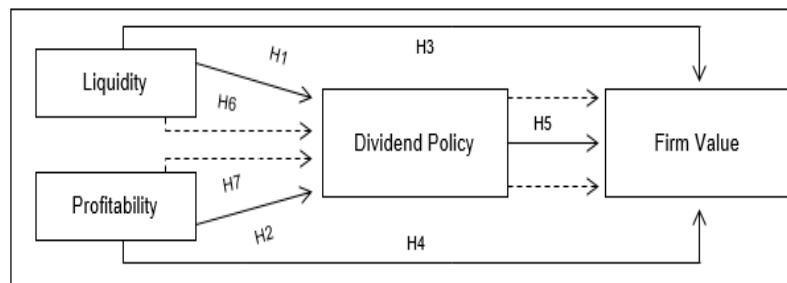 H1
H3
Liquidity
H6
Dividend Policy
H5
Firm Value
H7
Profitability
H2
H4